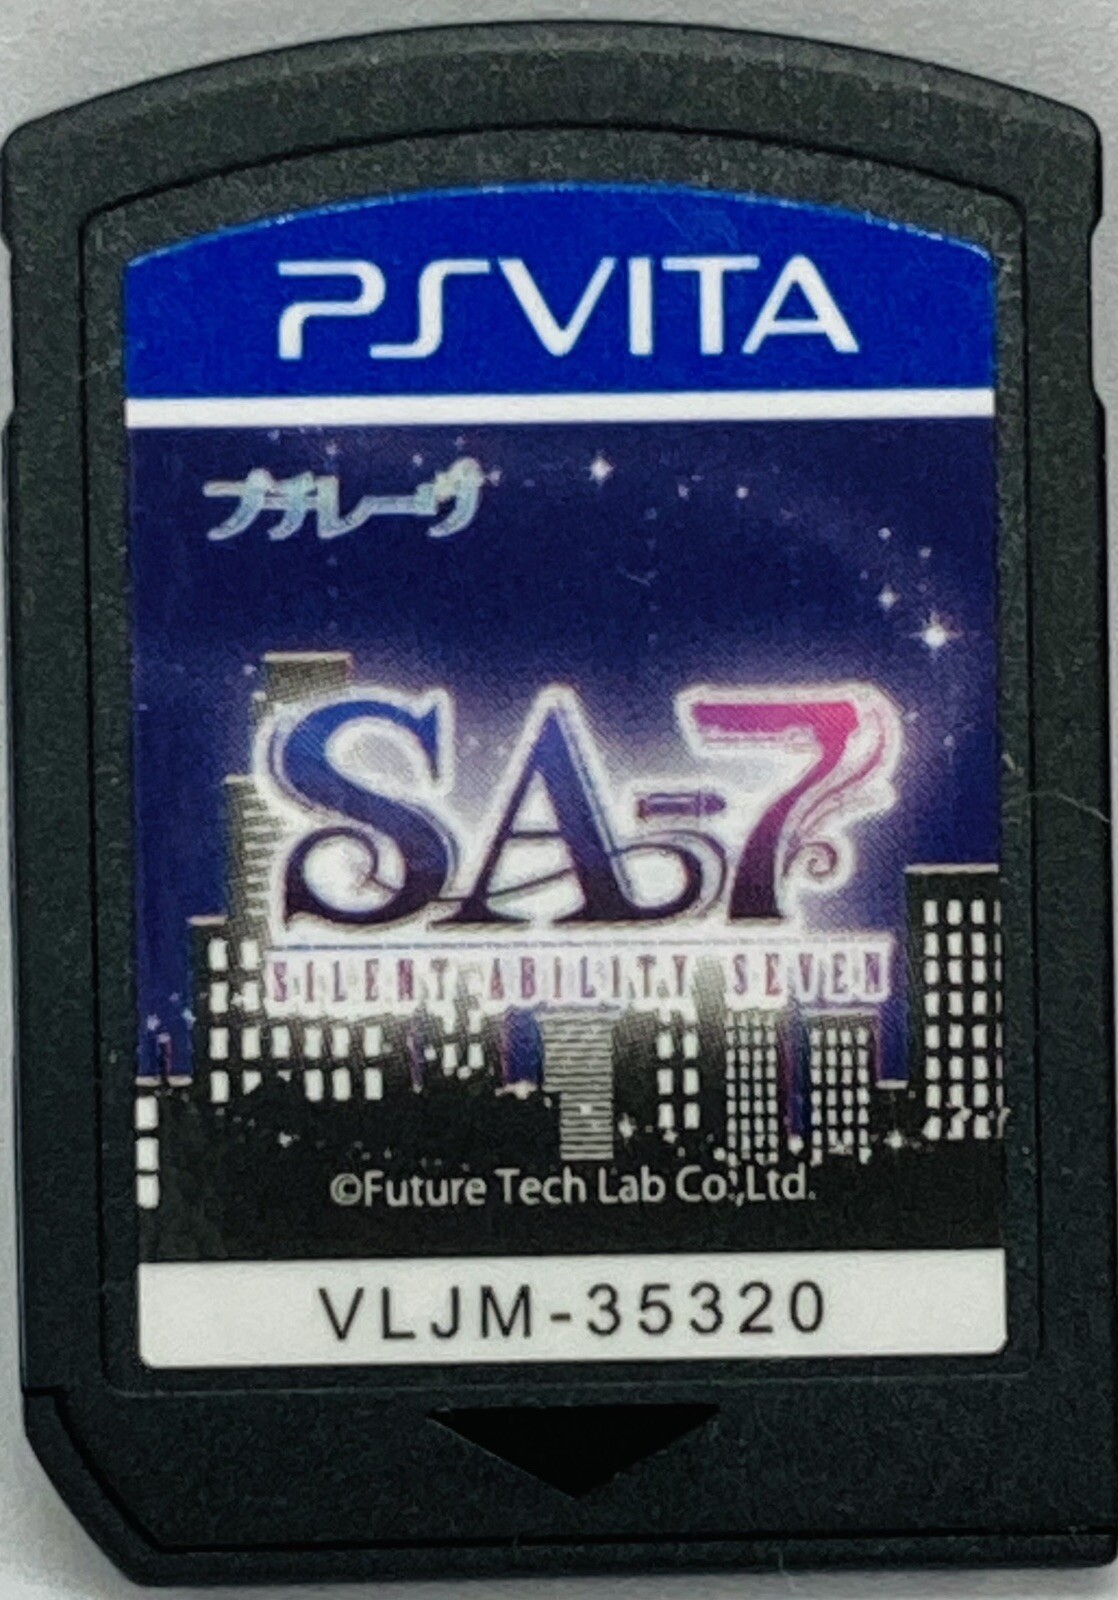 PSVITA
プチレーヴ
SA-7
SILENT ABILITY SEVEN
©Future Tech Lab Co.,Ltd.
VLJM-35320